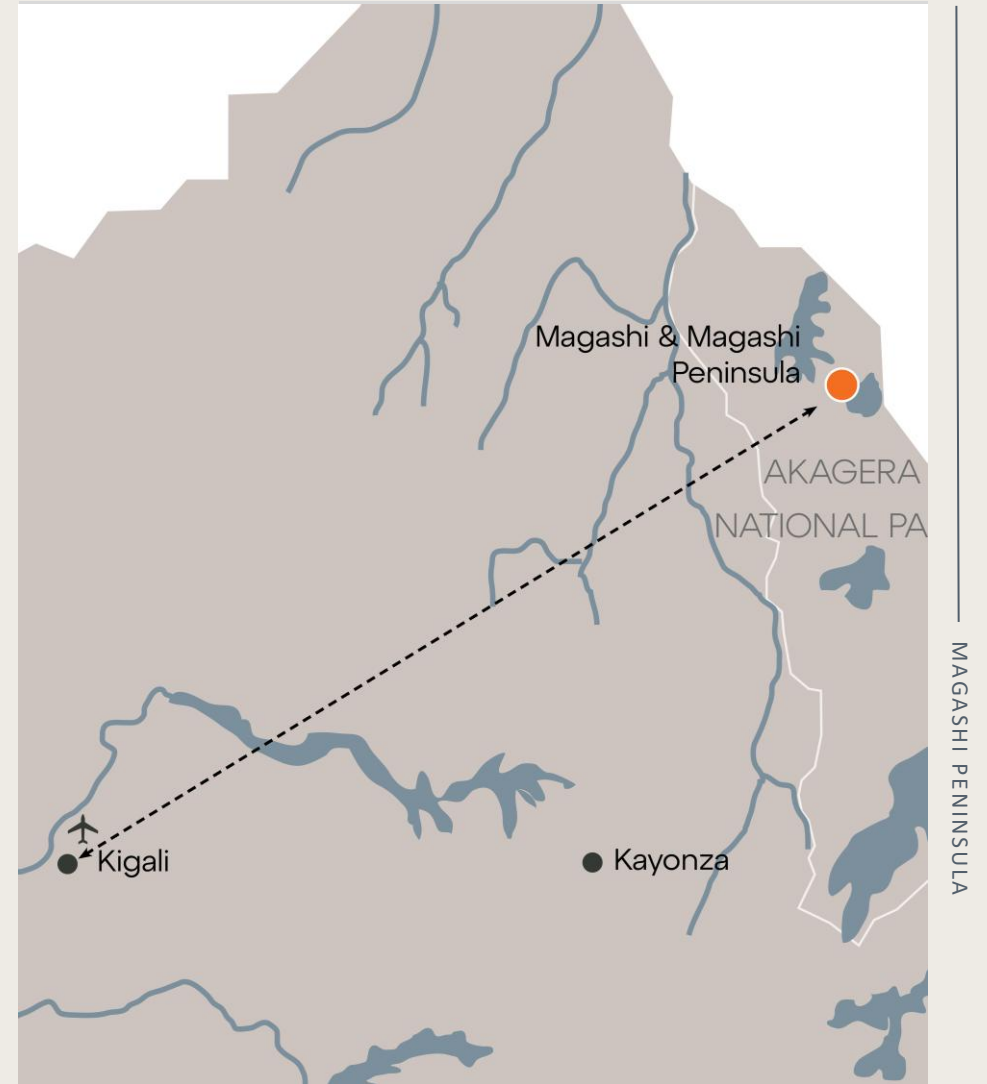 Magashi & Magashi
Peninsula
AKAGERA
NATIONAL PA
Kigali
Kayonza
MAGASHI PENINSULA